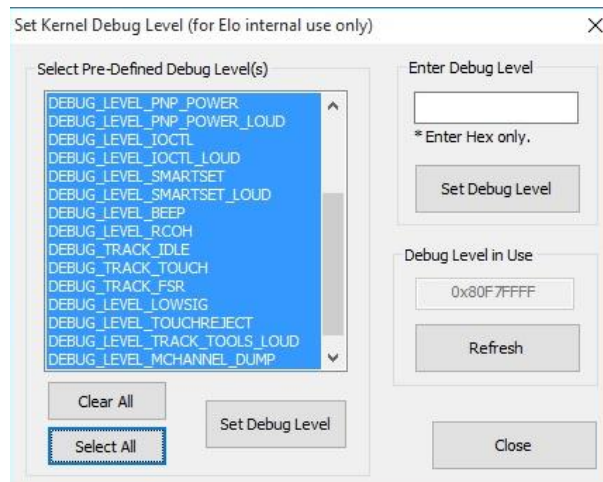 Set Kernel Debug Level (for Elo internal use only)
Select Pre-Defined Debug Level(s)
DEBUG_LEVEL_PNP_POWER
DEBUG_LEVEL_PNP_POWER_LOUD
DEBUG_LEVEL_IOCTL
DEBUG_LEVEL_IOCTL_LOUD
DEBUG_LEVEL_SMARTSET
DEBUG_LEVEL_SMARTSET_LOUD
DEBUG_LEVEL_BEEP
DEBUG_LEVEL_RCOH
DEBUG_TRACK_IDLE
DEBUG_TRACK_TOUCH
DEBUG_TRACK_FSR
DEBUG_LEVEL_LOWSIG
DEBUG_LEVEL_TOUCHREJECT
DEBUG_LEVEL_TRACK_TOOLS_LOUD
DEBUG_LEVEL_MCHANNEL_DUMP
Clear All
Select All
Set Debug Level
Enter Debug Level
* Enter Hex only.
Set Debug Level
Debug Level in Use
0x80F7FFFF
Refresh
Close